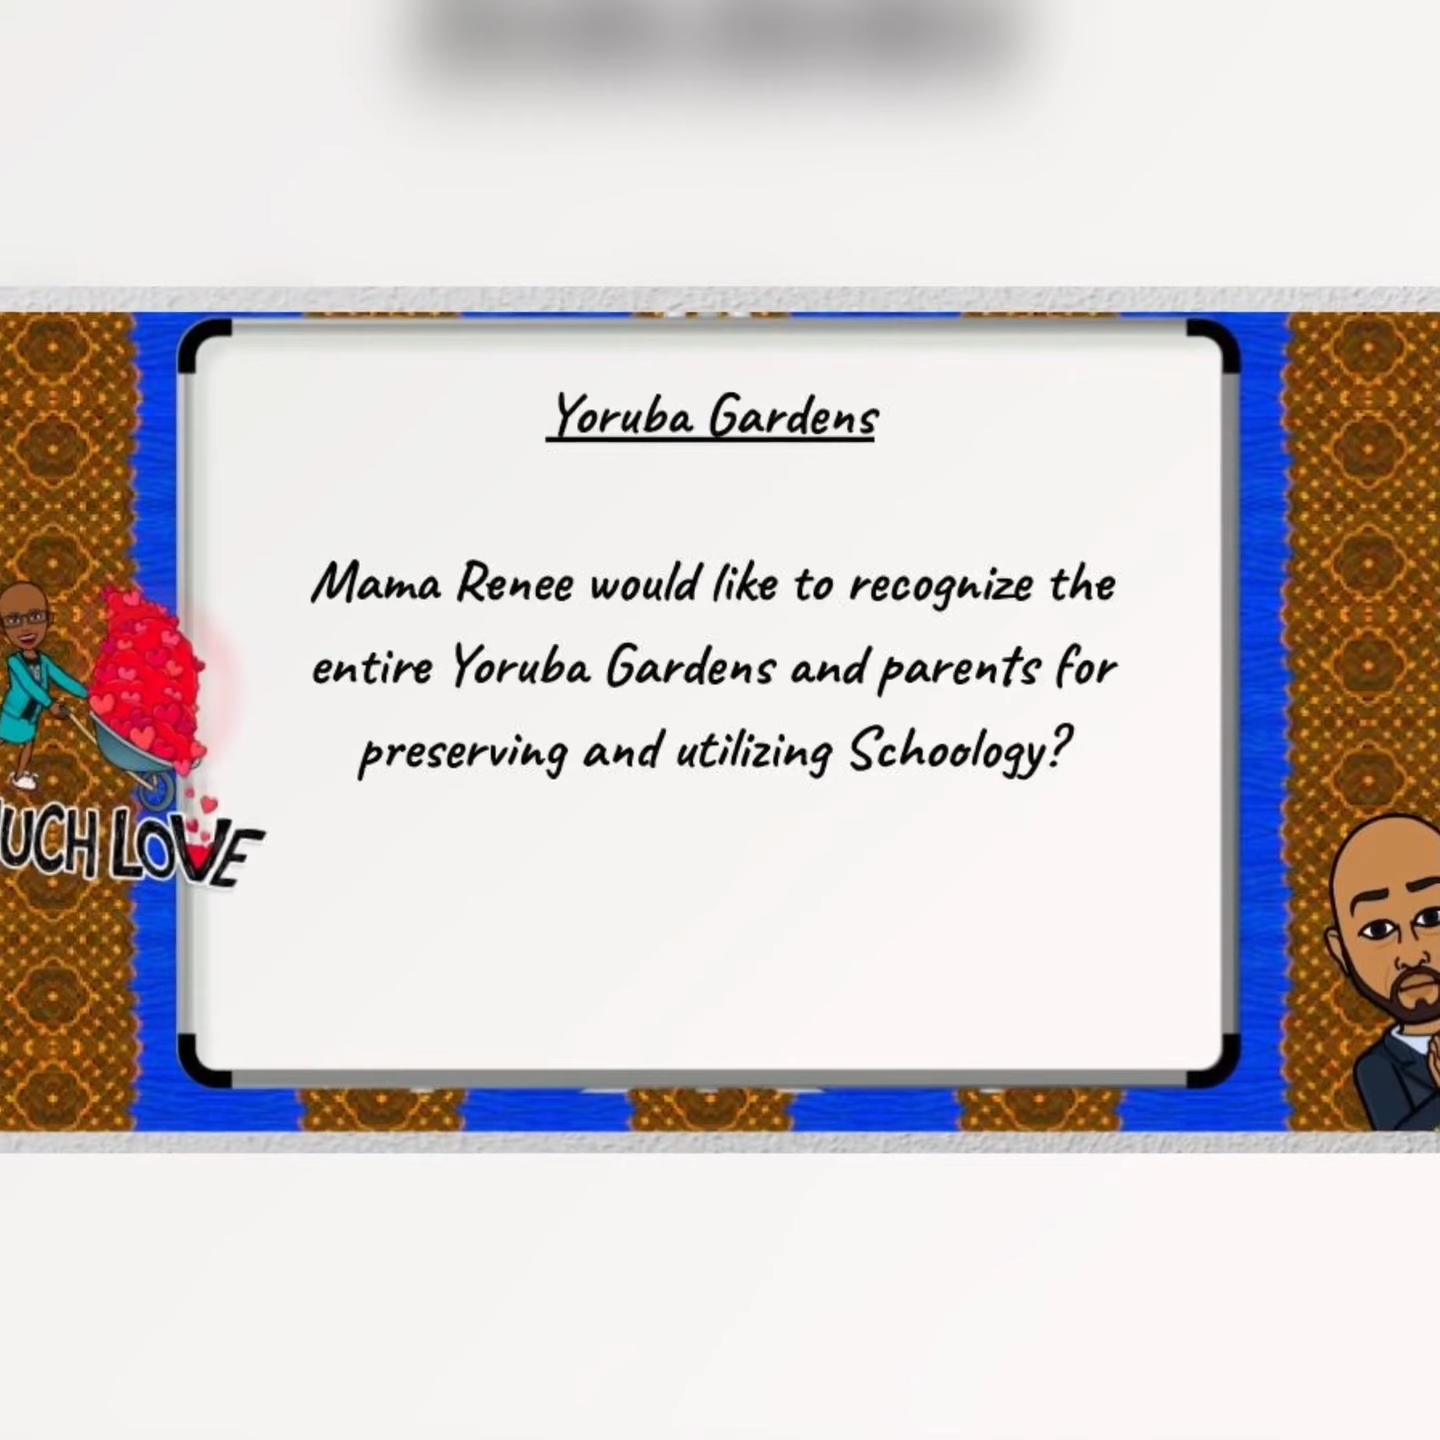 Yoruba Gardens
Mama Renee would like to recognize the
entire Yoruba Gardens and parents for
preserving and utilizing Schoology?
LOVE